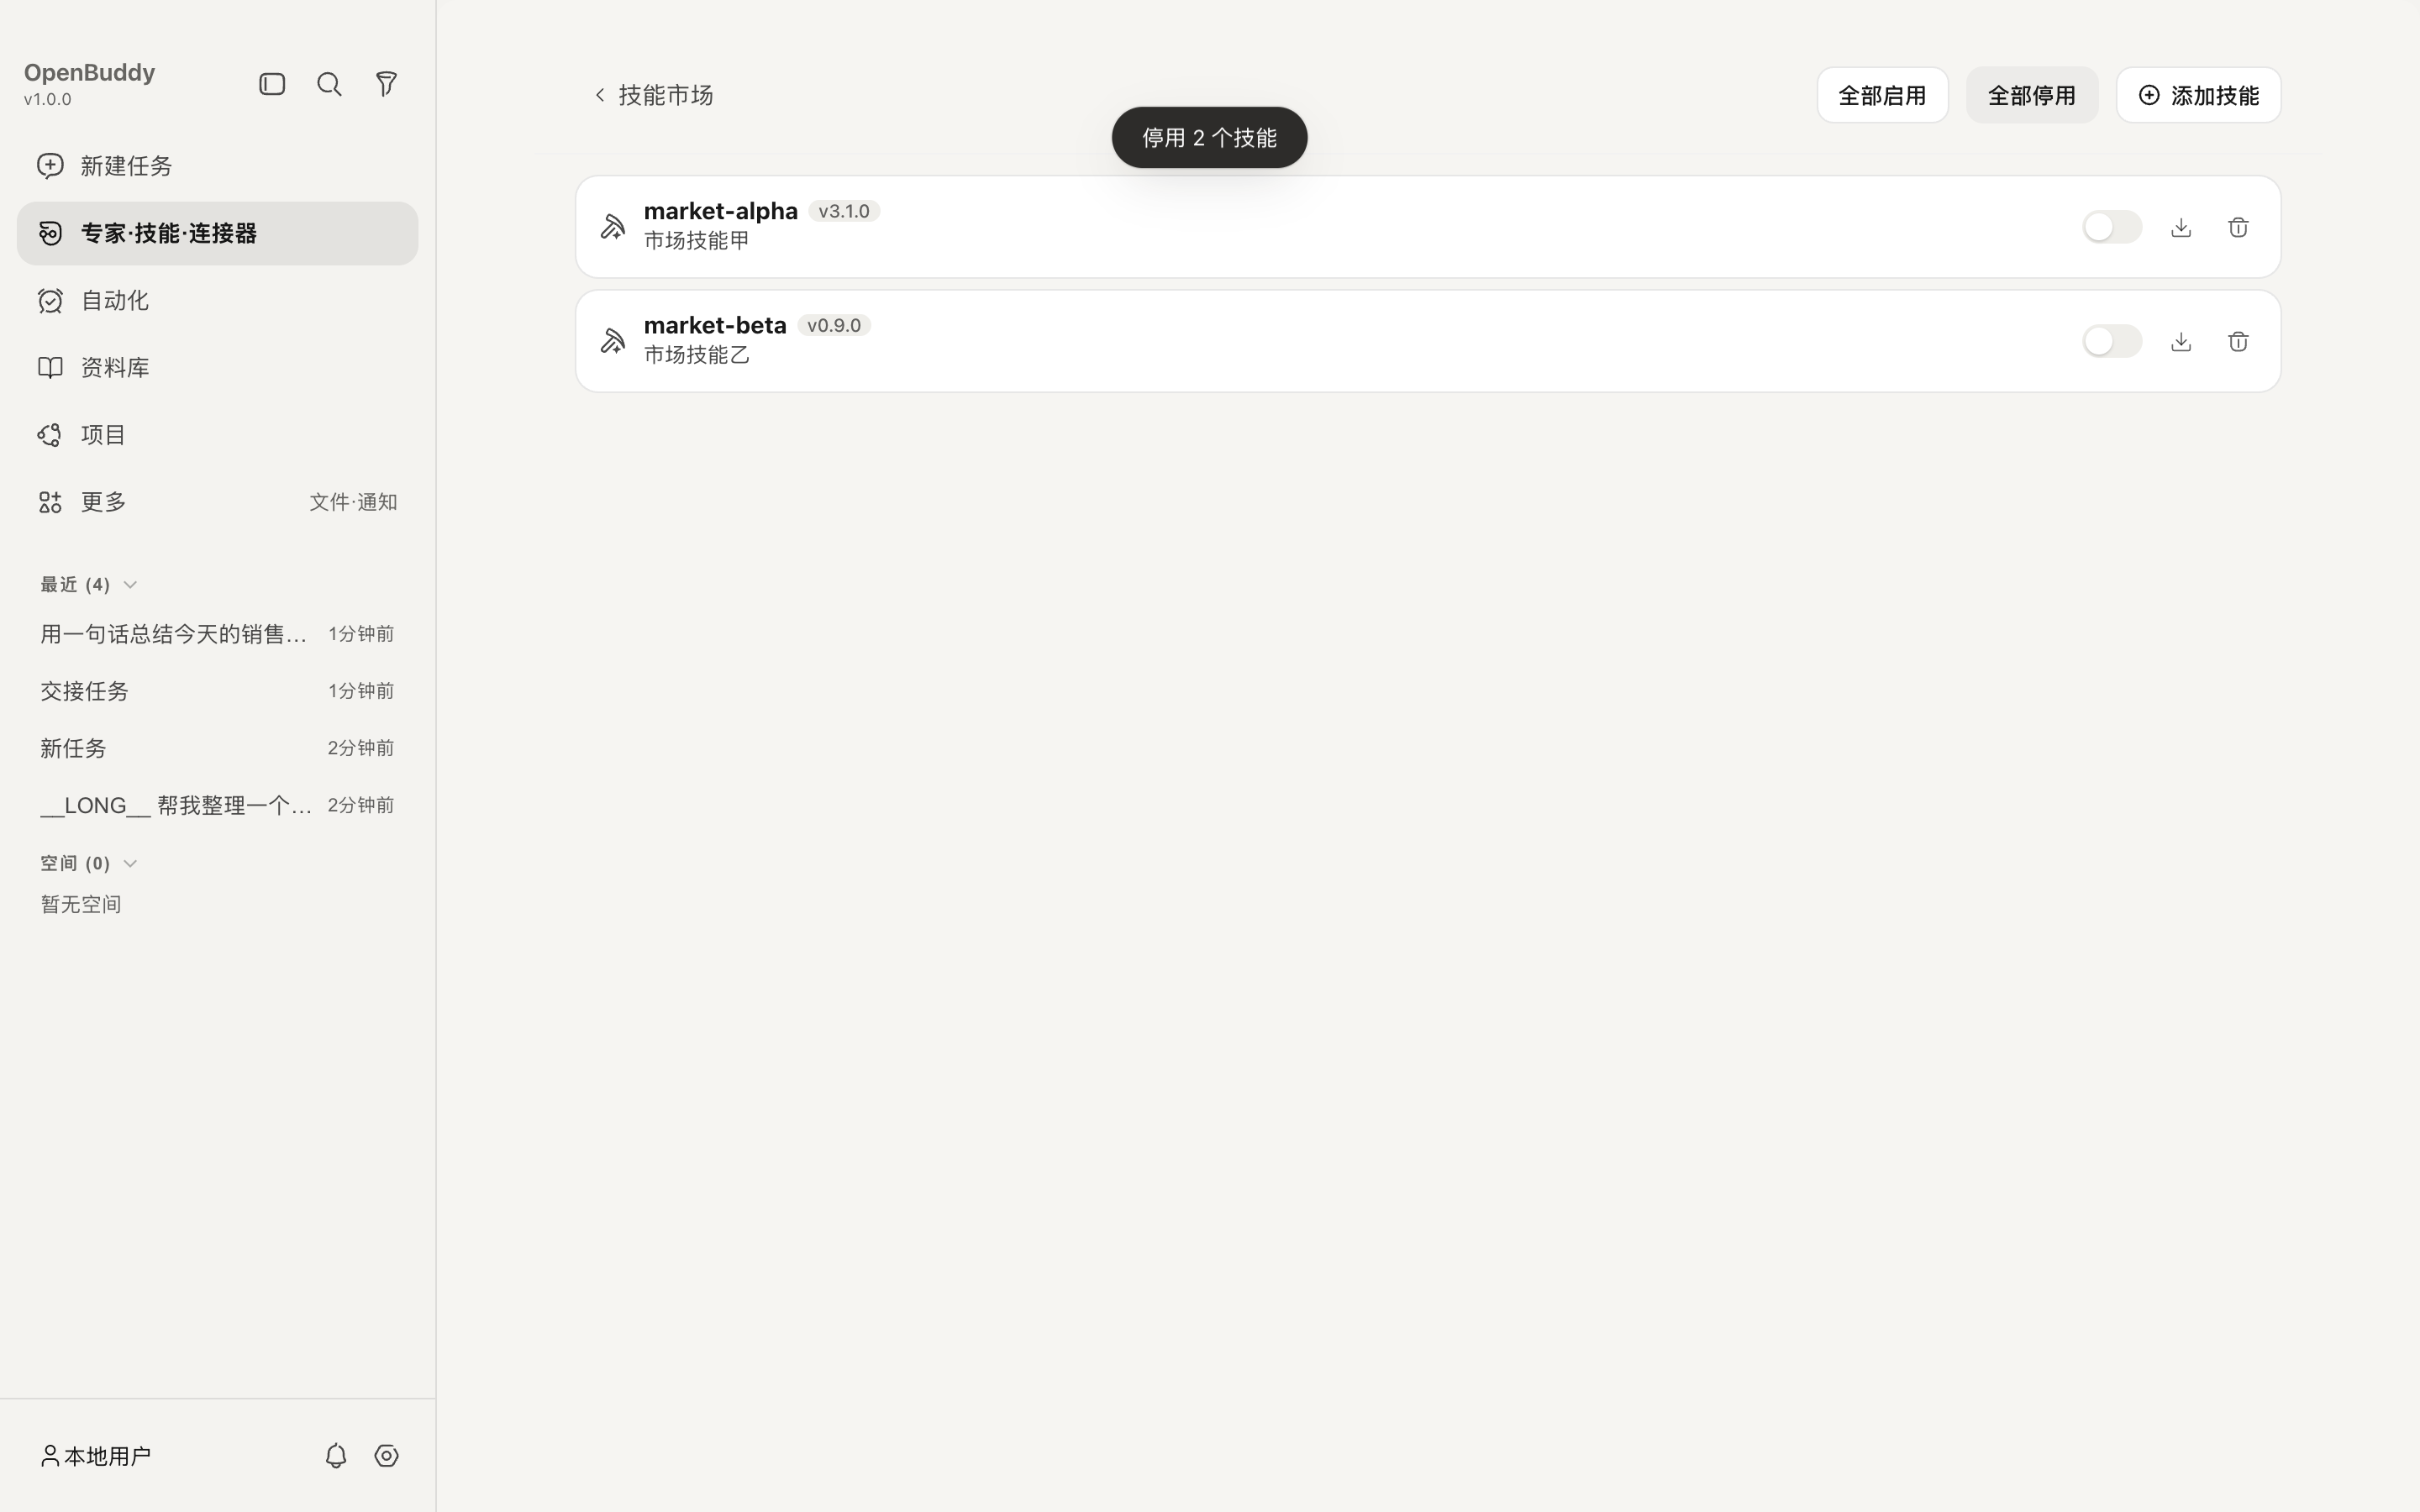 OpenBuddy
v1.0.0
新建任务
专家·技能·连接器
自动化
资料库
项目
更多 文件·通知
最近 (4)
用一句话总结今天的销售... 1分钟前
交接任务 1分钟前
新任务 2分钟前
__LONG__ 帮我整理一个... 2分钟前
空间 (0)
暂无空间
本地用户
技能市场
全部启用 全部停用 添加技能
停用 2 个技能
market-alpha v3.1.0
市场技能甲
market-beta v0.9.0
市场技能乙